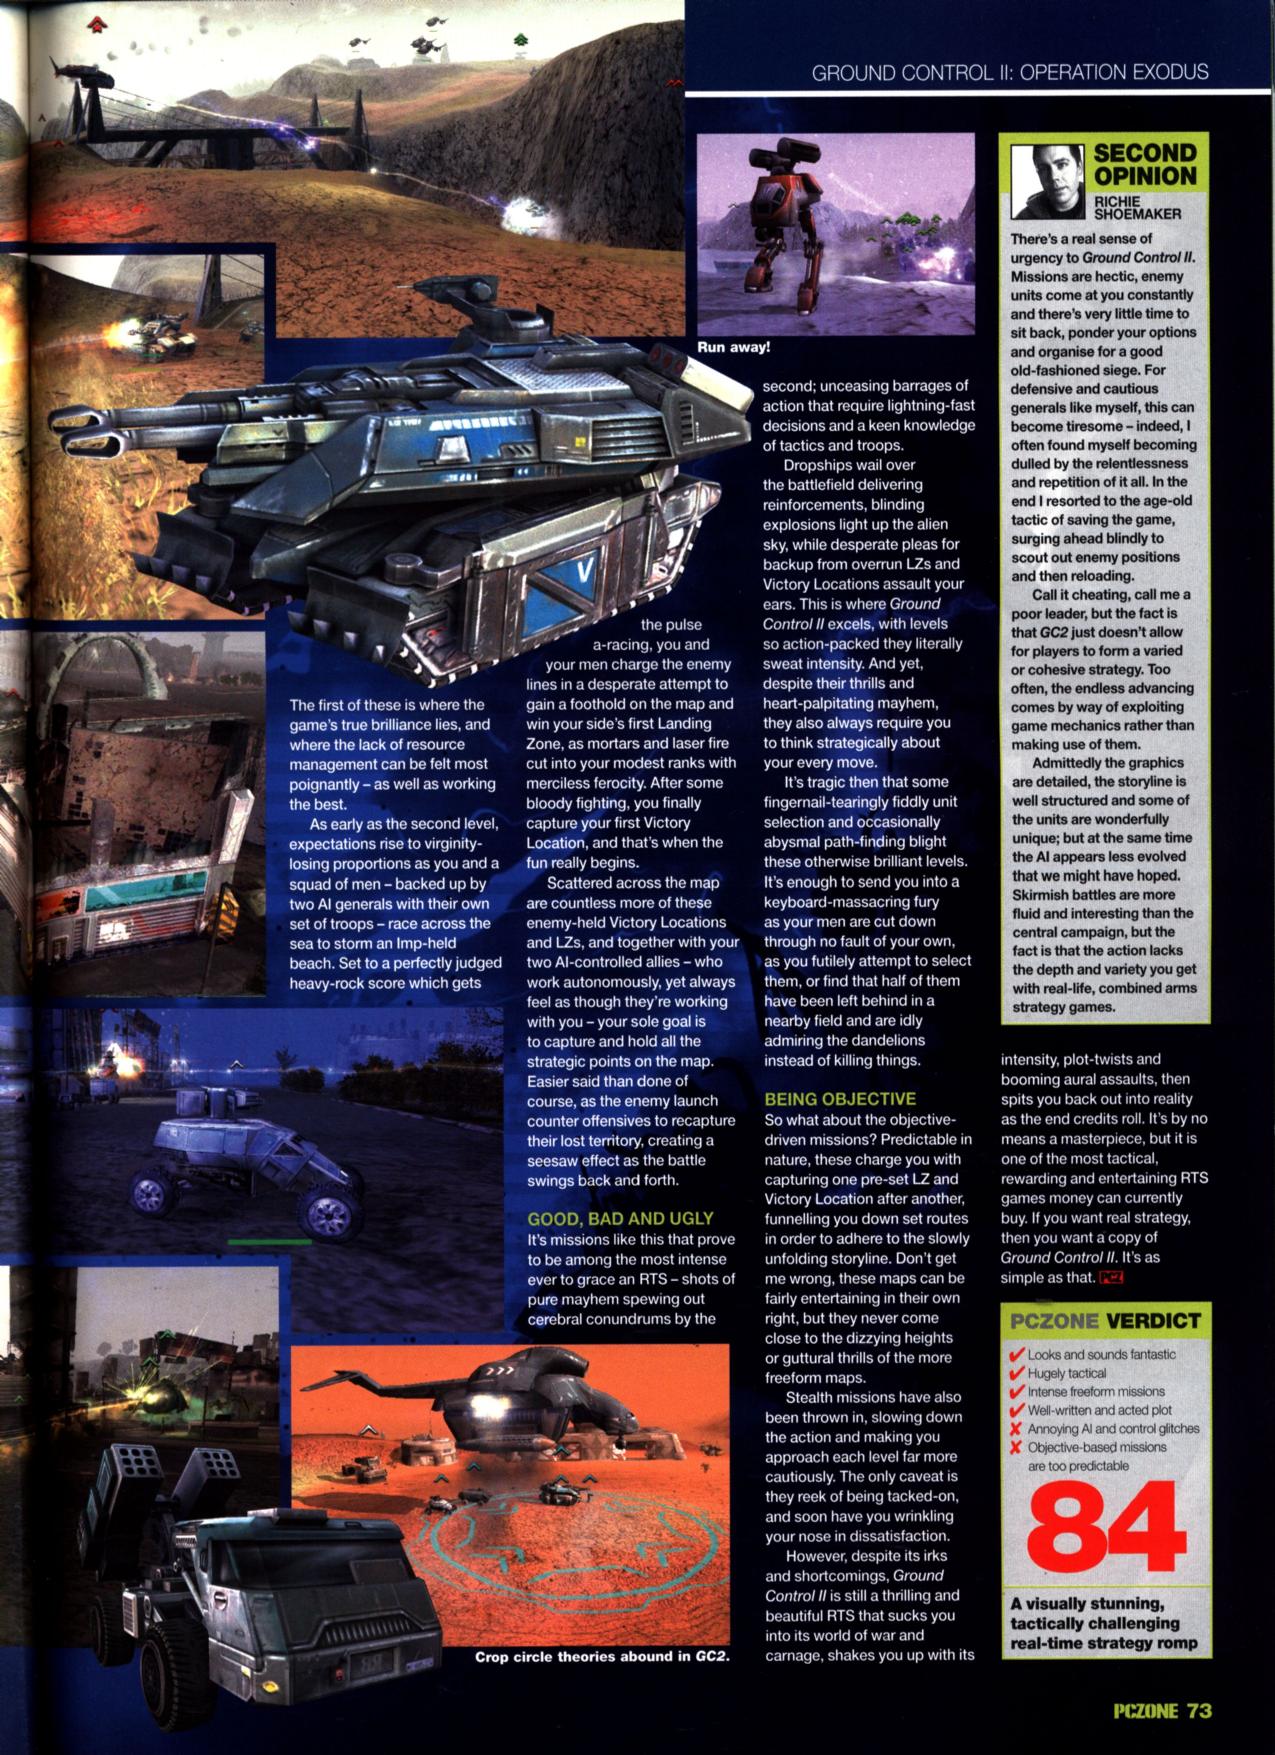 GROUND CONTROL II: OPERATION EXODUS
Run away!
The first of these is where the
game's true brilliance lies, and
where the lack of resource
management can be felt most
poignantly – as well as working
the best.
As early as the second level,
expectations rise to virginity-
losing proportions as you and a
squad of men – backed up by
two AI generals with their own
set of troops – race across the
sea to storm an Imp-held
beach. Set to a perfectly judged
heavy-rock score which gets
the pulse
a-racing, you and
your men charge the enemy
lines in a desperate attempt to
gain a foothold on the map and
win your side's first Landing
Zone, as mortars and laser fire
cut into your modest ranks with
merciless ferocity. After some
bloody fighting, you finally
capture your first Victory
Location, and that's when the
fun really begins.
Scattered across the map
are countless more of these
enemy-held Victory Locations
and LZs, and together with your
two AI-controlled allies – who
work autonomously, yet always
feel as though they're working
with you – your sole goal is
to capture and hold all the
strategic points on the map.
Easier said than done of
course, as the enemy launch
counter offensives to recapture
their lost territory, creating a
seesaw effect as the battle
swings back and forth.
GOOD, BAD AND UGLY
It's missions like this that prove
to be among the most intense
ever to grace an RTS – shots of
pure mayhem spewing out
cerebral conundrums by the
second; unceasing barrages of
action that require lightning-fast
decisions and a keen knowledge
of tactics and troops.
Dropships wail over
the battlefield delivering
reinforcements, blinding
explosions light up the alien
sky, while desperate pleas for
backup from overrun LZs and
Victory Locations assault your
ears. This is where Ground
Control II excels, with levels
so action-packed they literally
sweat intensity. And yet,
despite their thrills and
heart-palpitating mayhem,
they also always require you
to think strategically about
your every move.
It's tragic then that some
fingernail-tearingly fiddly unit
selection and occasionally
abysmal path-finding blight
these otherwise brilliant levels.
It's enough to send you into a
keyboard-massacring fury
as your men are cut down
through no fault of your own,
as you futilely attempt to select
them, or find that half of them
have been left behind in a
nearby field and are idly
admiring the dandelions
instead of killing things.
BEING OBJECTIVE
So what about the objective-
driven missions? Predictable in
nature, these charge you with
capturing one pre-set LZ and
Victory Location after another,
funnelling you down set routes
in order to adhere to the slowly
unfolding storyline. Don't get
me wrong, these maps can be
fairly entertaining in their own
right, but they never come
close to the dizzying heights
or guttural thrills of the more
freeform maps.
Stealth missions have also
been thrown in, slowing down
the action and making you
approach each level far more
cautiously. The only caveat is
they reek of being tacked-on,
and soon have you wrinkling
your nose in dissatisfaction.
However, despite its irks
and shortcomings, Ground
Control II is still a thrilling and
beautiful RTS that sucks you
into its world of war and
carnage, shakes you up with its
intensity, plot-twists and
booming aural assaults, then
spits you back out into reality
as the end credits roll. It's by no
means a masterpiece, but it is
one of the most tactical,
rewarding and entertaining RTS
games money can currently
buy. If you want real strategy,
then you want a copy of
Ground Control II. It's as
simple as that. PCZ
SECOND
OPINION
RICHIE
SHOEMAKER
There's a real sense of
urgency to Ground Control II.
Missions are hectic, enemy
units come at you constantly
and there's very little time to
sit back, ponder your options
and organise for a good
old-fashioned siege. For
defensive and cautious
generals like myself, this can
become tiresome – indeed, I
often found myself becoming
dulled by the relentlessness
and repetition of it all. In the
end I resorted to the age-old
tactic of saving the game,
surging ahead blindly to
scout out enemy positions
and then reloading.
Call it cheating, call me a
poor leader, but the fact is
that GC2 just doesn't allow
for players to form a varied
or cohesive strategy. Too
often, the endless advancing
comes by way of exploiting
game mechanics rather than
making use of them.
Admittedly the graphics
are detailed, the storyline is
well structured and some of
the units are wonderfully
unique; but at the same time
the AI appears less evolved
that we might have hoped.
Skirmish battles are more
fluid and interesting than the
central campaign, but the
fact is that the action lacks
the depth and variety you get
with real-life, combined arms
strategy games.
PCZONE VERDICT
Looks and sounds fantastic
Hugely tactical
Intense freeform missions
Well-written and acted plot
Annoying AI and control glitches
Objective-based missions
are too predictable
84
A visually stunning,
tactically challenging
real-time strategy romp
V
Crop circle theories abound in GC2.
PCZONE 73